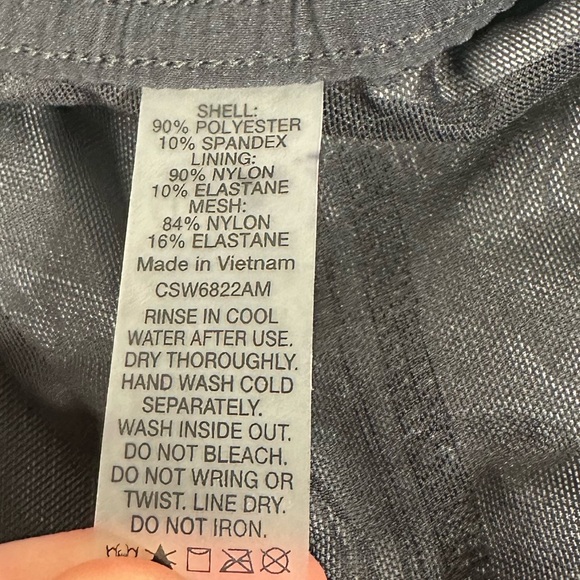 SHELL:
90% POLYESTER
10% SPANDEX
LINING:
90% NYLON
10% ELASTANE
MESH:
84% NYLON
16% ELASTANE
Made in Vietnam
CSW6822AM
RINSE IN COOL
WATER AFTER USE.
DRY THOROUGHLY.
HAND WASH COLD
SEPARATELY.
WASH INSIDE OUT.
DO NOT BLEACH.
DO NOT WRING OR
TWIST. LINE DRY.
DO NOT IRON.